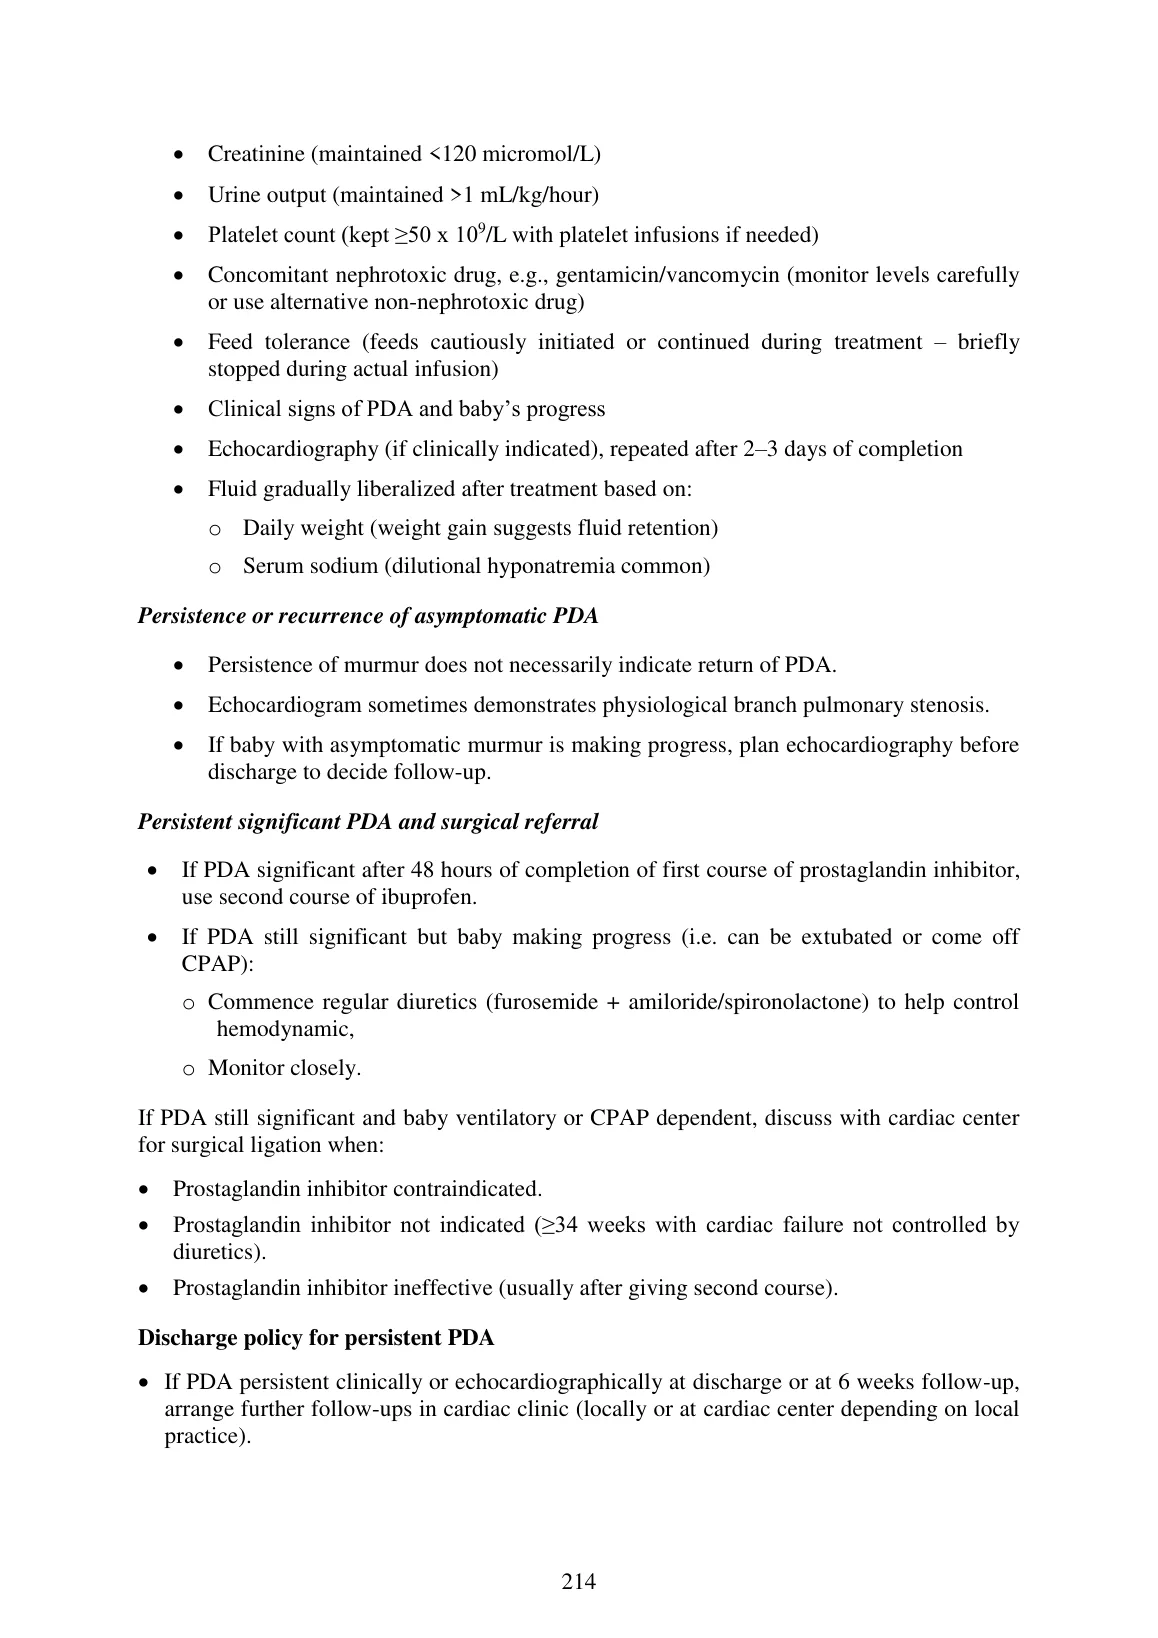 • Creatinine (maintained <120 micromol/L)
• Urine output (maintained >1 mL/kg/hour)
• Platelet count (kept ≥50 x 10⁹/L with platelet infusions if needed)
• Concomitant nephrotoxic drug, e.g., gentamicin/vancomycin (monitor levels carefully
or use alternative non-nephrotoxic drug)
• Feed tolerance (feeds cautiously initiated or continued during treatment – briefly
stopped during actual infusion)
• Clinical signs of PDA and baby’s progress
• Echocardiography (if clinically indicated), repeated after 2–3 days of completion
• Fluid gradually liberalized after treatment based on:
o Daily weight (weight gain suggests fluid retention)
o Serum sodium (dilutional hyponatremia common)
Persistence or recurrence of asymptomatic PDA
• Persistence of murmur does not necessarily indicate return of PDA.
• Echocardiogram sometimes demonstrates physiological branch pulmonary stenosis.
• If baby with asymptomatic murmur is making progress, plan echocardiography before
discharge to decide follow-up.
Persistent significant PDA and surgical referral
• If PDA significant after 48 hours of completion of first course of prostaglandin inhibitor,
use second course of ibuprofen.
• If PDA still significant but baby making progress (i.e. can be extubated or come off
CPAP):
o Commence regular diuretics (furosemide + amiloride/spironolactone) to help control
hemodynamic,
o Monitor closely.
If PDA still significant and baby ventilatory or CPAP dependent, discuss with cardiac center
for surgical ligation when:
• Prostaglandin inhibitor contraindicated.
• Prostaglandin inhibitor not indicated (≥34 weeks with cardiac failure not controlled by
diuretics).
• Prostaglandin inhibitor ineffective (usually after giving second course).
Discharge policy for persistent PDA
• If PDA persistent clinically or echocardiographically at discharge or at 6 weeks follow-up,
arrange further follow-ups in cardiac clinic (locally or at cardiac center depending on local
practice).
214